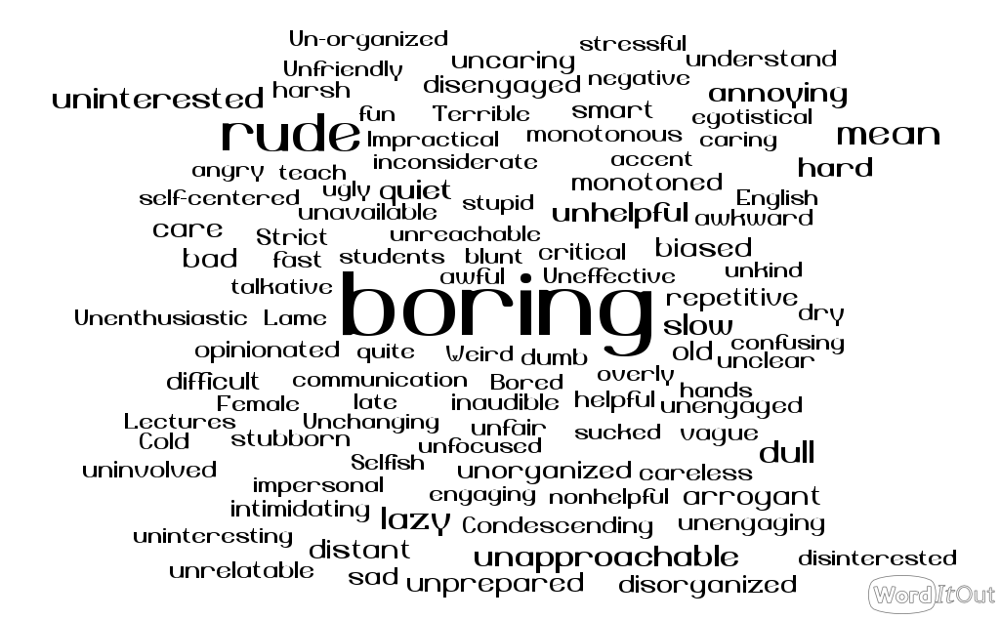 Un-organized stressful
uncaring understand
Unfriendly disengaged negative
uninterested harsh annoying
fun Terrible smart egotistical
rude Impractical monotonous caring mean
inconsiderate accent hard
angry teach monotoned
self-centered ugly quiet stupid English
unavailable unhelpful awkward
care Strict unreachable biased
bad fast students blunt critical
talkative awful Uneffective unkind
boring repetitive
Unenthusiastic Lame slow dry
opinionated quite Weird dumb old confusing
unclear
difficult communication Bored overly hands
Female late inaudible helpful unengaged
Lectures Unchanging unfair sucked vague
Cold stubborn unfocused dull
uninvolved Selfish unorganized careless
impersonal engaging nonhelpful arrogant
intimidating lazy Condescending unengaging
uninteresting distant unapproachable disinterested
unrelatable sad unprepared disorganized
WordItOut